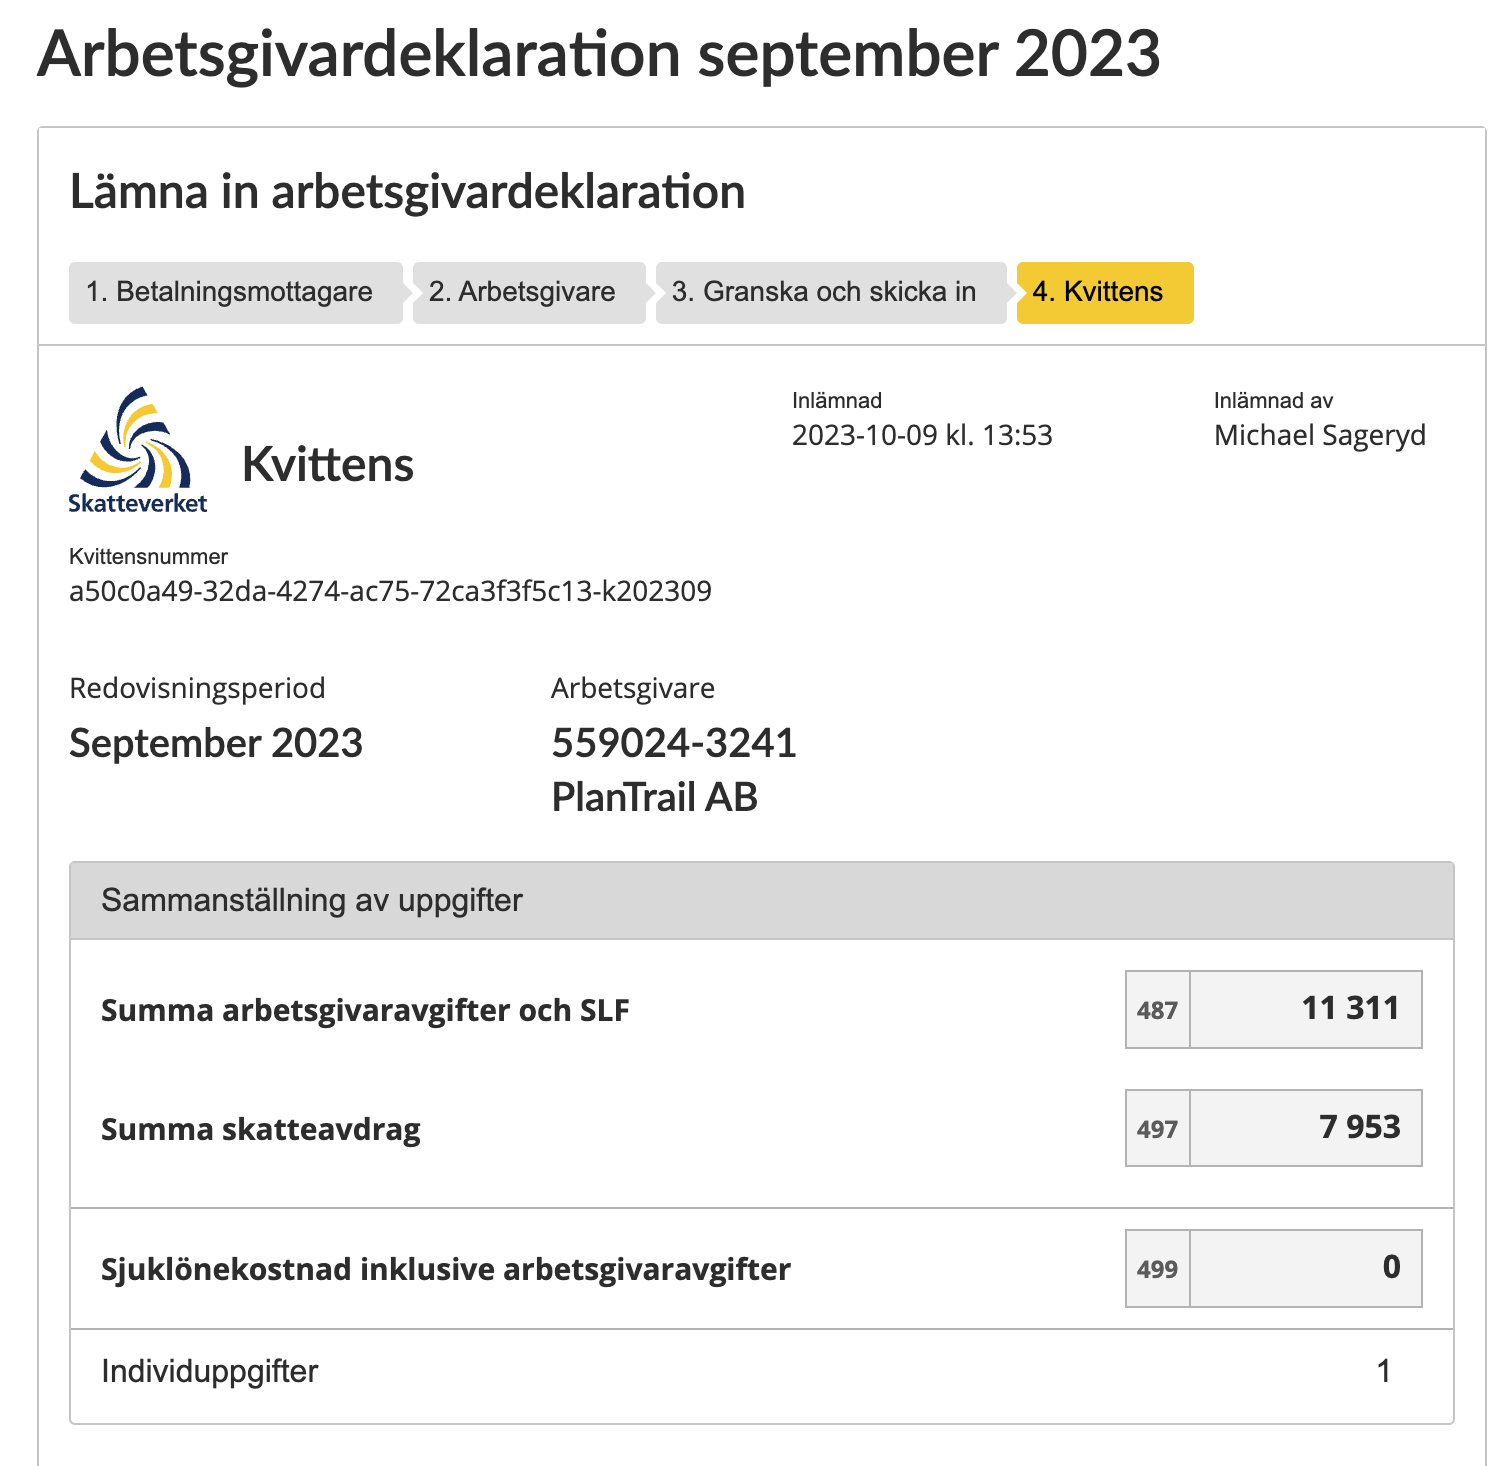 Arbetsgivardeklaration september 2023
Lämna in arbetsgivardeklaration
1. Betalningsmottagare
2. Arbetsgivare
3. Granska och skicka in
4. Kvittens
Skatteverket
Kvittens
Inlämnad
2023-10-09 kl. 13:53
Inlämnad av
Michael Sageryd
Kvittensnummer
a50c0a49-32da-4274-ac75-72ca3f3f5c13-k202309
Redovisningsperiod
September 2023
Arbetsgivare
559024-3241
PlanTrail AB
Sammanställning av uppgifter
Summa arbetsgivaravgifter och SLF 487 11 311
Summa skatteavdrag 497 7 953
Sjuklönekostnad inklusive arbetsgivaravgifter 499 0
Individuppgifter 1